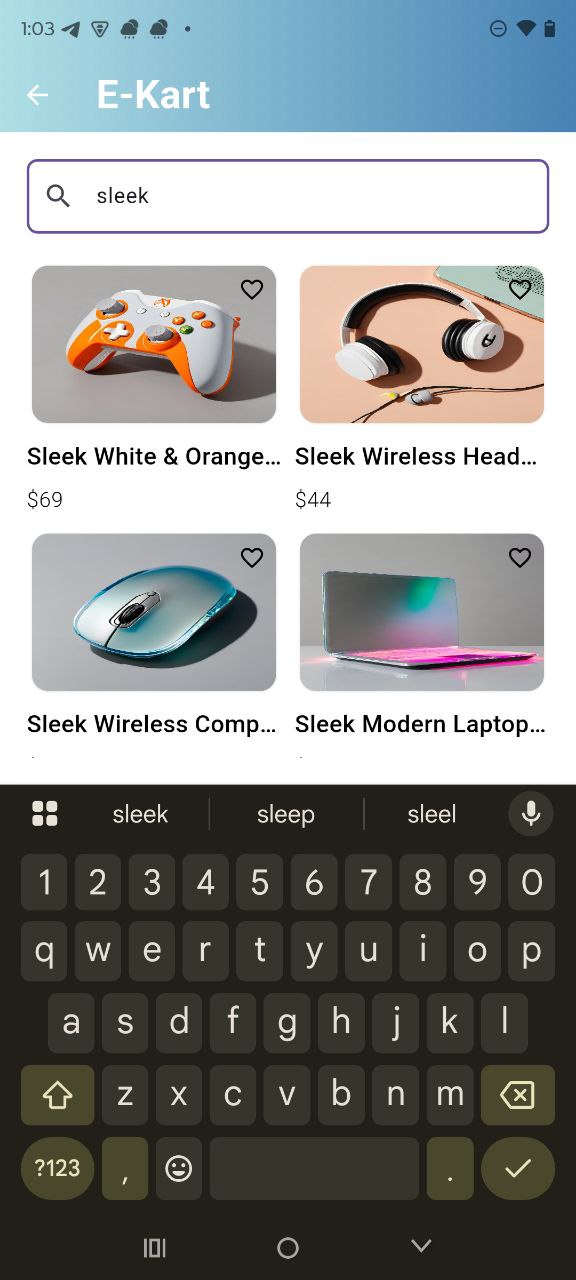 1:03
E-Kart
sleek
Sleek White & Orange...
Sleek Wireless Head...
$69
$44
Sleek Wireless Comp...
Sleek Modern Laptop...
sleek
sleep
sleel
1 2 3 4 5 6 7 8 9 0
q w e r t y u i o p
a s d f g h j k l
z x c v b n m
?123 , .